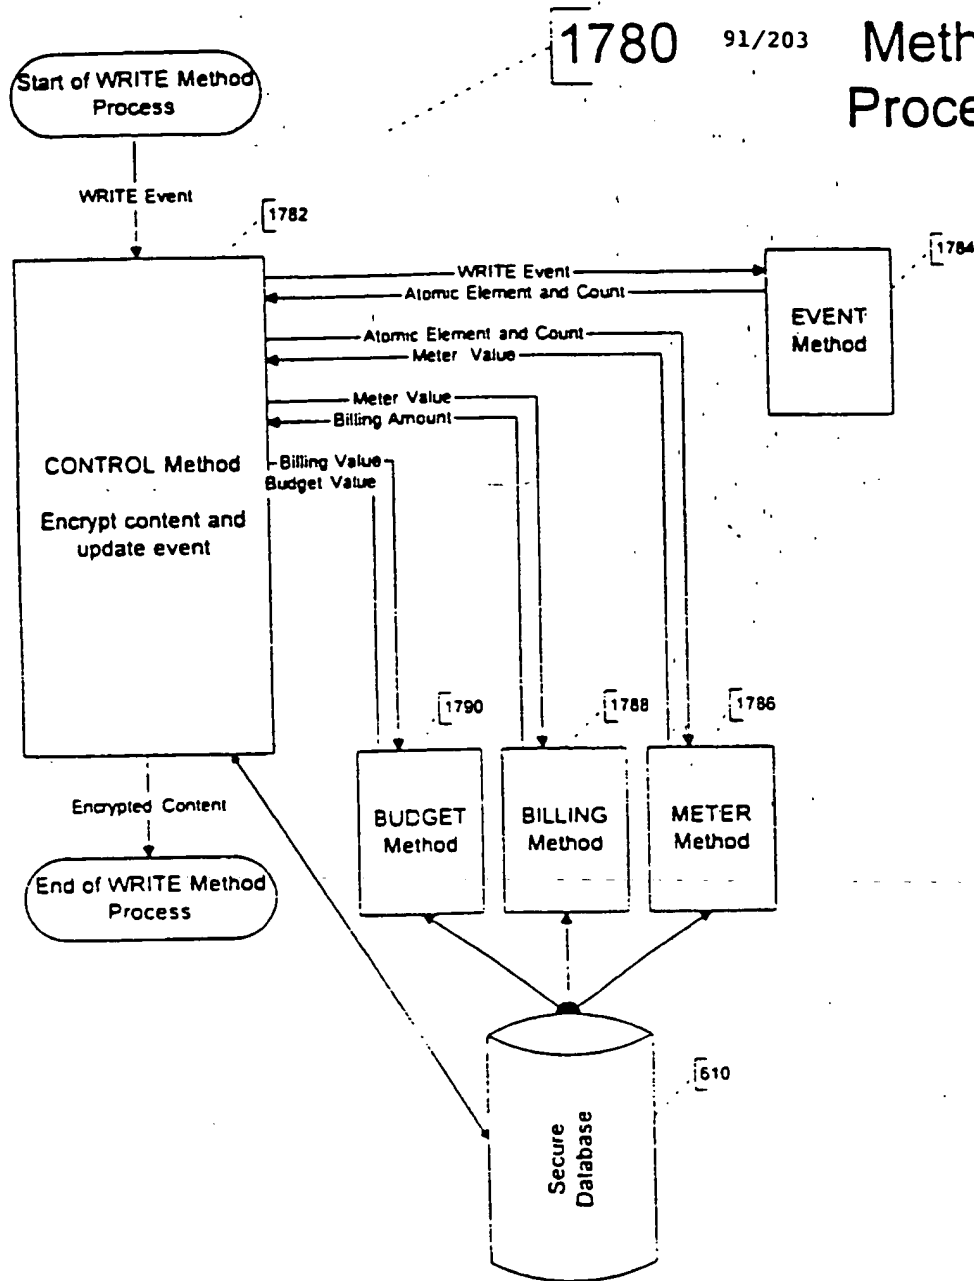 1780 91/203 Meth
Proce
Start of WRITE Method
Process
WRITE Event
1782
1784
WRITE Event
Atomic Element and Count
EVENT
Method
Atomic Element and Count
Meter Value
Meter Value
Billing Amount
CONTROL Method
Encrypt content and
update event
Billing Value
Budget Value
1790
1788
1786
BUDGET
Method
BILLING
Method
METER
Method
Encrypted Content
End of WRITE Method
Process
610
Secure
Database